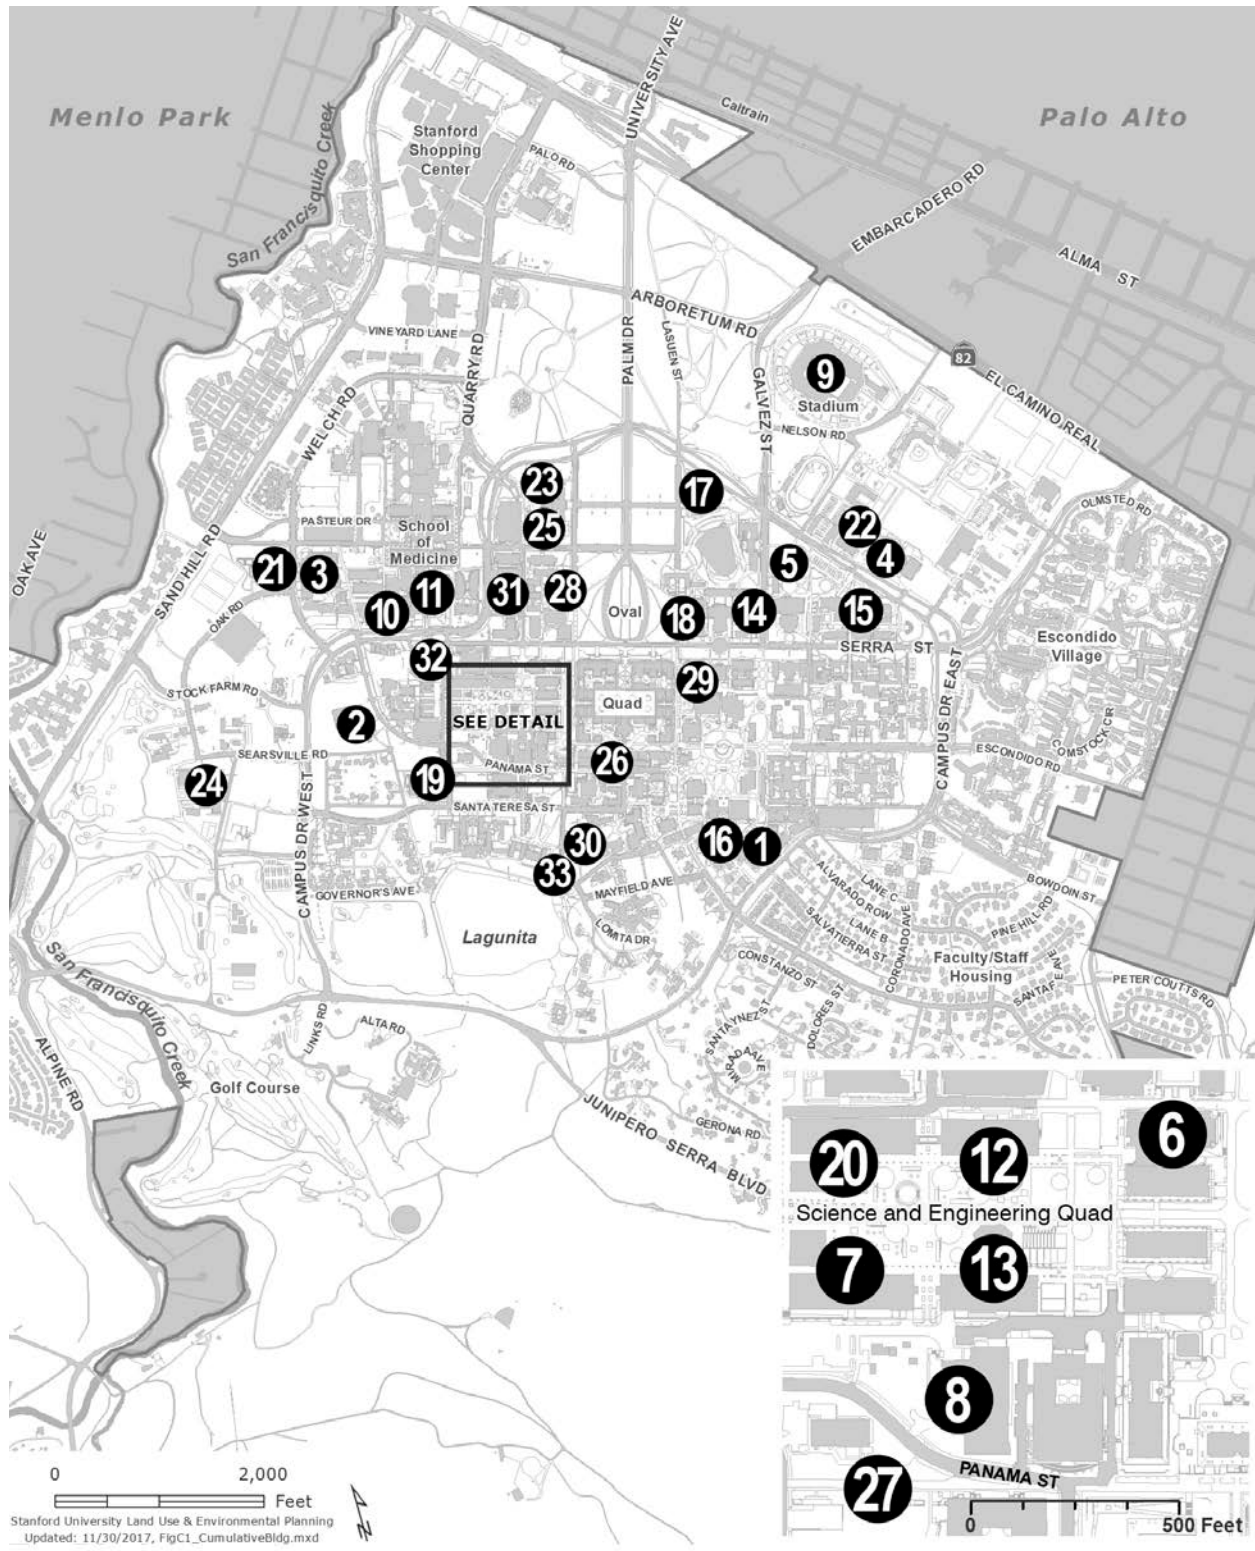 Menlo Park
Palo Alto
San Francisquito Creek
Stanford
Shopping
Center
UNIVERSITY AVE
Caltrain
PALO RD
EMBARCADERO RD
ALMA ST
ARBORETUM RD
VINEYARD LANE
QUARRY RD
PALM DR
LASUEN ST
GALVEZ ST
9
Stadium
82
EL CAMINO REAL
NELSON RD
WELCH RD
23
17
OLMSTED RD
PASTEUR DR
School
of
Medicine
25
22
OAK AVE
SAND HILL RD
21
3
5
4
10
11
31
28
Oval
18
14
15
OAK RD
SERRA ST
Escondido
Village
32
29
STOCK FARM RD
2
SEE DETAIL
Quad
CAMPUS DR EAST
COMSTOCK CIR
SEARSVILLE RD
ESCONDIDO RD
24
19
PANAMA ST
26
SANTA TERESA ST
CAMPUS DR WEST
30
16
1
33
GOVERNOR'S AVE
MAYFIELD AVE
LANE C
ALVARADO ROW
BOWDOIN ST
LANE B
SALVATIERRA ST
CORONADO AVE
PINE HILL RD
Lagunita
LOMITA DR
Faculty/Staff
Housing
CONSTANZO ST
SANTA FE AVE
PETER COUTTS RD
San Francisquito Creek
LINKS RD
ALTA RD
SANTA YNEZ ST
DOLORES ST
MIRADA AVE
ALPINE RD
Golf Course
JUNIPERO SERRA BLVD
GERONA RD
6
20
12
Science and Engineering Quad
7
13
8
27
PANAMA ST
0 500 Feet
0 2,000
Feet
N
Stanford University Land Use & Environmental Planning
Updated: 11/30/2017, FigC1_CumulativeBldg.mxd